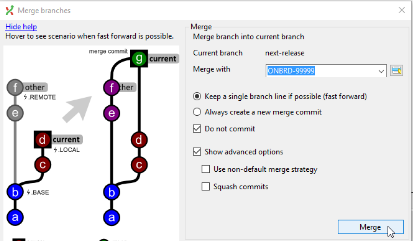 Merge branches
Hide help
Hover to see scenario when fast forward is possible.
merge commit
g
current
f
other
REMOTE
e
f
other
e
d
current
LOCAL
c
d
c
b
BASE
b
a
a
Merge
Merge branch into current branch
Current branch
next-release
Merge with
ONBRD-99999
Keep a single branch line if possible (fast forward)
Always create a new merge commit
Do not commit
Show advanced options
Use non-default merge strategy
Squash commits
Merge